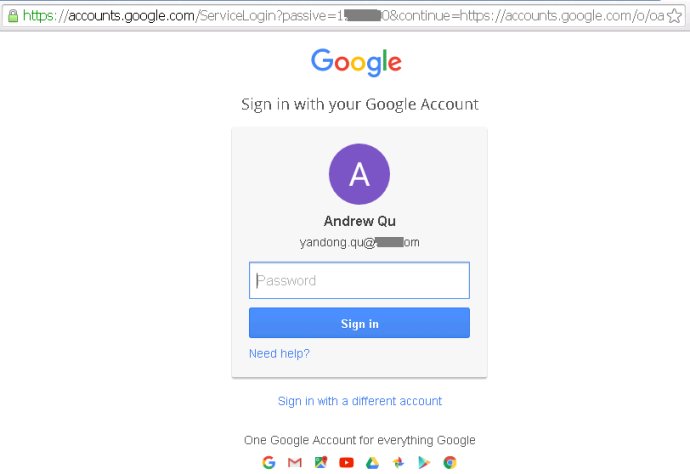 https://accounts.google.com/ServiceLogin?passive=1 0&continue=https://accounts.google.com/o/oa
Google
Sign in with your Google Account
A
Andrew Qu
yandong.qu@ om
Password
Sign in
Need help?
Sign in with a different account
One Google Account for everything Google